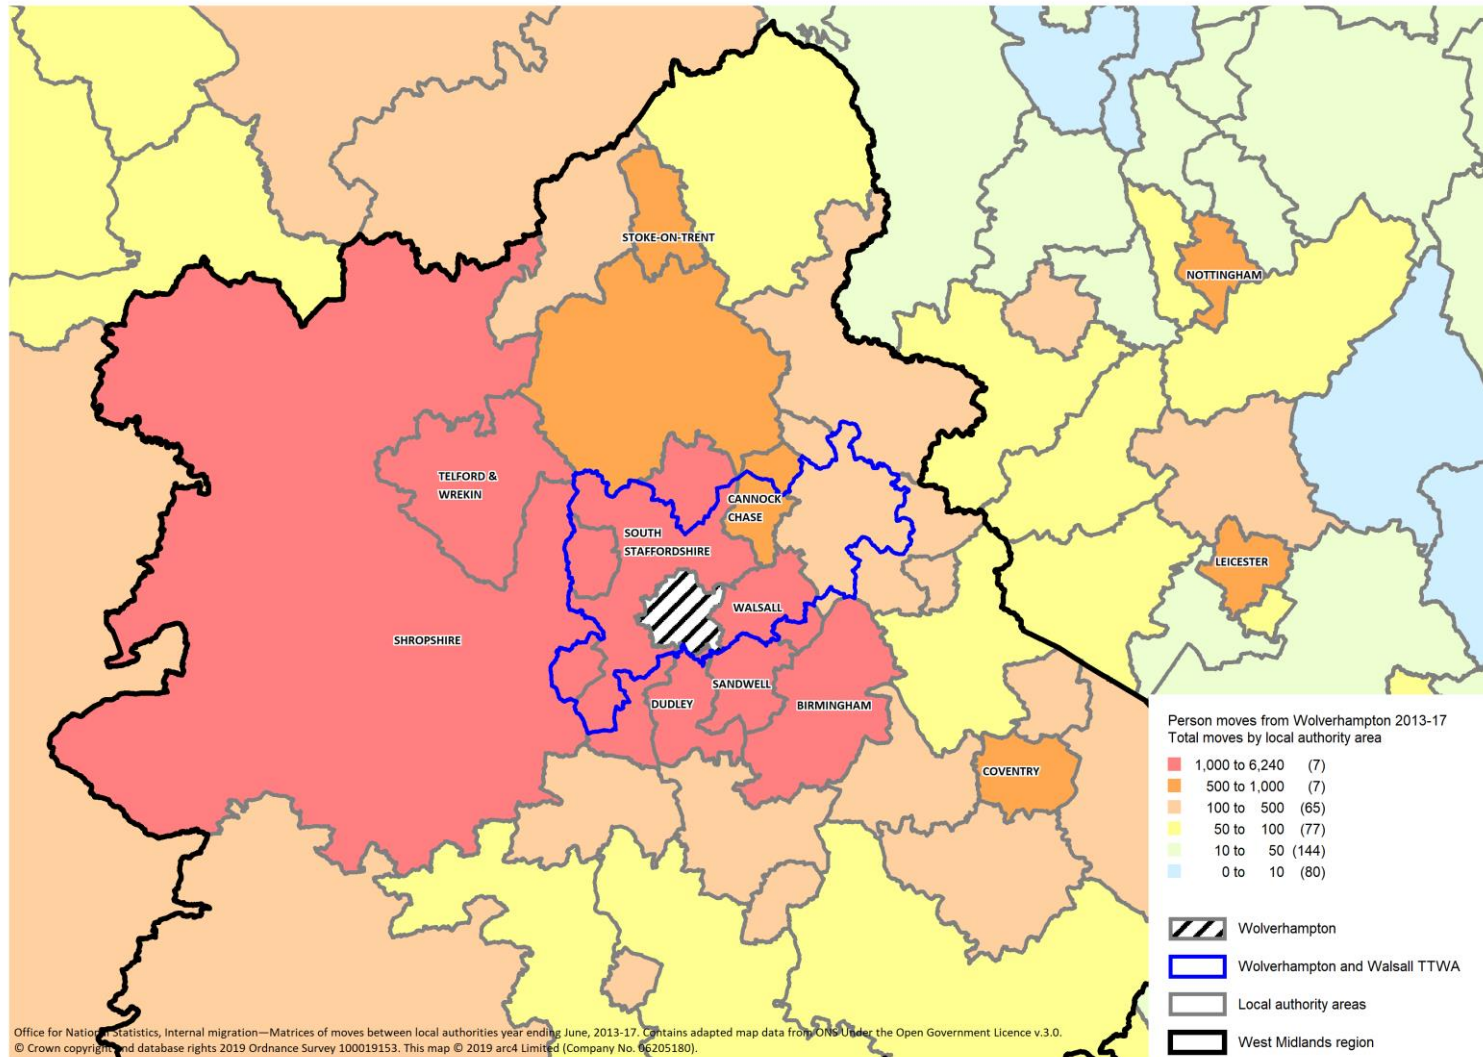 STOKE-ON-TRENT
NOTTINGHAM
TELFORD &
WREKIN
CANNOCK
CHASE
SOUTH
STAFFORDSHIRE
LEICESTER
WALSALL
SHROPSHIRE
SANDWELL
DUDLEY
BIRMINGHAM
COVENTRY
Person moves from Wolverhampton 2013-17
Total moves by local authority area
1,000 to 6,240 (7)
500 to 1,000 (7)
100 to 500 (65)
50 to 100 (77)
10 to 50 (144)
0 to 10 (80)
Wolverhampton
Wolverhampton and Walsall TTWA
Local authority areas
West Midlands region
Office for National Statistics, Internal migration—Matrices of moves between local authorities year ending June, 2013-17. Contains adapted map data from ONS Under the Open Government Licence v.3.0.
© Crown copyright and database rights 2019 Ordnance Survey 100019153. This map © 2019 arc4 Limited (Company No. 06205180).